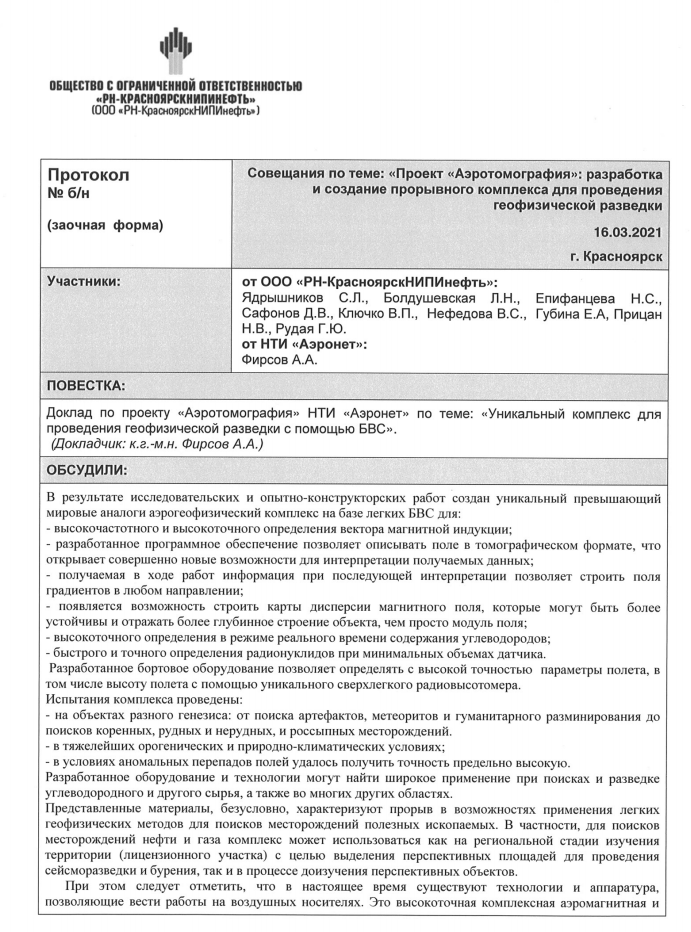 ОБЩЕСТВО С ОГРАНИЧЕННОЙ ОТВЕТСТВЕННОСТЬЮ
«РН-КРАСНОЯРСКНИПИНЕФТЬ»
(ООО «РН-КрасноярскНИПИнефть»)
Протокол
№ б/н
(заочная форма)
Совещания по теме: «Проект «Аэротомография»: разработка
и создание прорывного комплекса для проведения
геофизической разведки
16.03.2021
г. Красноярск
Участники:
от ООО «РН-КрасноярскНИПИнефть»:
Ядрышников С.Л., Болдушевская Л.Н., Епифанцева Н.С.,
Сафонов Д.В., Ключко В.П., Нефедова В.С., Губина Е.А, Прицан
Н.В., Рудая Г.Ю.
от НТИ «Аэронет»:
Фирсов А.А.
ПОВЕСТКА:
Доклад по проекту «Аэротомография» НТИ «Аэронет» по теме: «Уникальный комплекс для
проведения геофизической разведки с помощью БВС».
(Докладчик: к.г.-м.н. Фирсов А.А.)
ОБСУДИЛИ:
В результате исследовательских и опытно-конструкторских работ создан уникальный превышающий
мировые аналоги аэрогеофизический комплекс на базе легких БВС для:
- высокочастотного и высокоточного определения вектора магнитной индукции;
- разработанное программное обеспечение позволяет описывать поле в томографическом формате, что
открывает совершенно новые возможности для интерпретации получаемых данных;
- получаемая в ходе работ информация при последующей интерпретации позволяет строить поля
градиентов в любом направлении;
- появляется возможность строить карты дисперсии магнитного поля, которые могут быть более
устойчивы и отражать более глубинное строение объекта, чем просто модуль поля;
- высокоточного определения в режиме реального времени содержания углеводородов;
- быстрого и точного определения радионуклидов при минимальных объемах датчика.
Разработанное бортовое оборудование позволяет определять с высокой точностью параметры полета, в
том числе высоту полета с помощью уникального сверхлегкого радиовысотомера.
Испытания комплекса проведены:
- на объектах разного генезиса: от поиска артефактов, метеоритов и гуманитарного разминирования до
поисков коренных, рудных и нерудных, и россыпных месторождений.
- в тяжелейших орогенических и природно-климатических условиях;
- в условиях аномальных перепадов полей удалось получить точность предельно высокую.
Разработанное оборудование и технологии могут найти широкое применение при поисках и разведке
углеводородного и другого сырья, а также во многих других областях.
Представленные материалы, безусловно, характеризуют прорыв в возможностях применения легких
геофизических методов для поисков месторождений полезных ископаемых. В частности, для поисков
месторождений нефти и газа комплекс может использоваться как на региональной стадии изучения
территории (лицензионного участка) с целью выделения перспективных площадей для проведения
сейсморазведки и бурения, так и в процессе доизучения перспективных объектов.
При этом следует отметить, что в настоящее время существуют технологии и аппаратура,
позволяющие вести работы на воздушных носителях. Это высокоточная комплексная аэромагнитная и